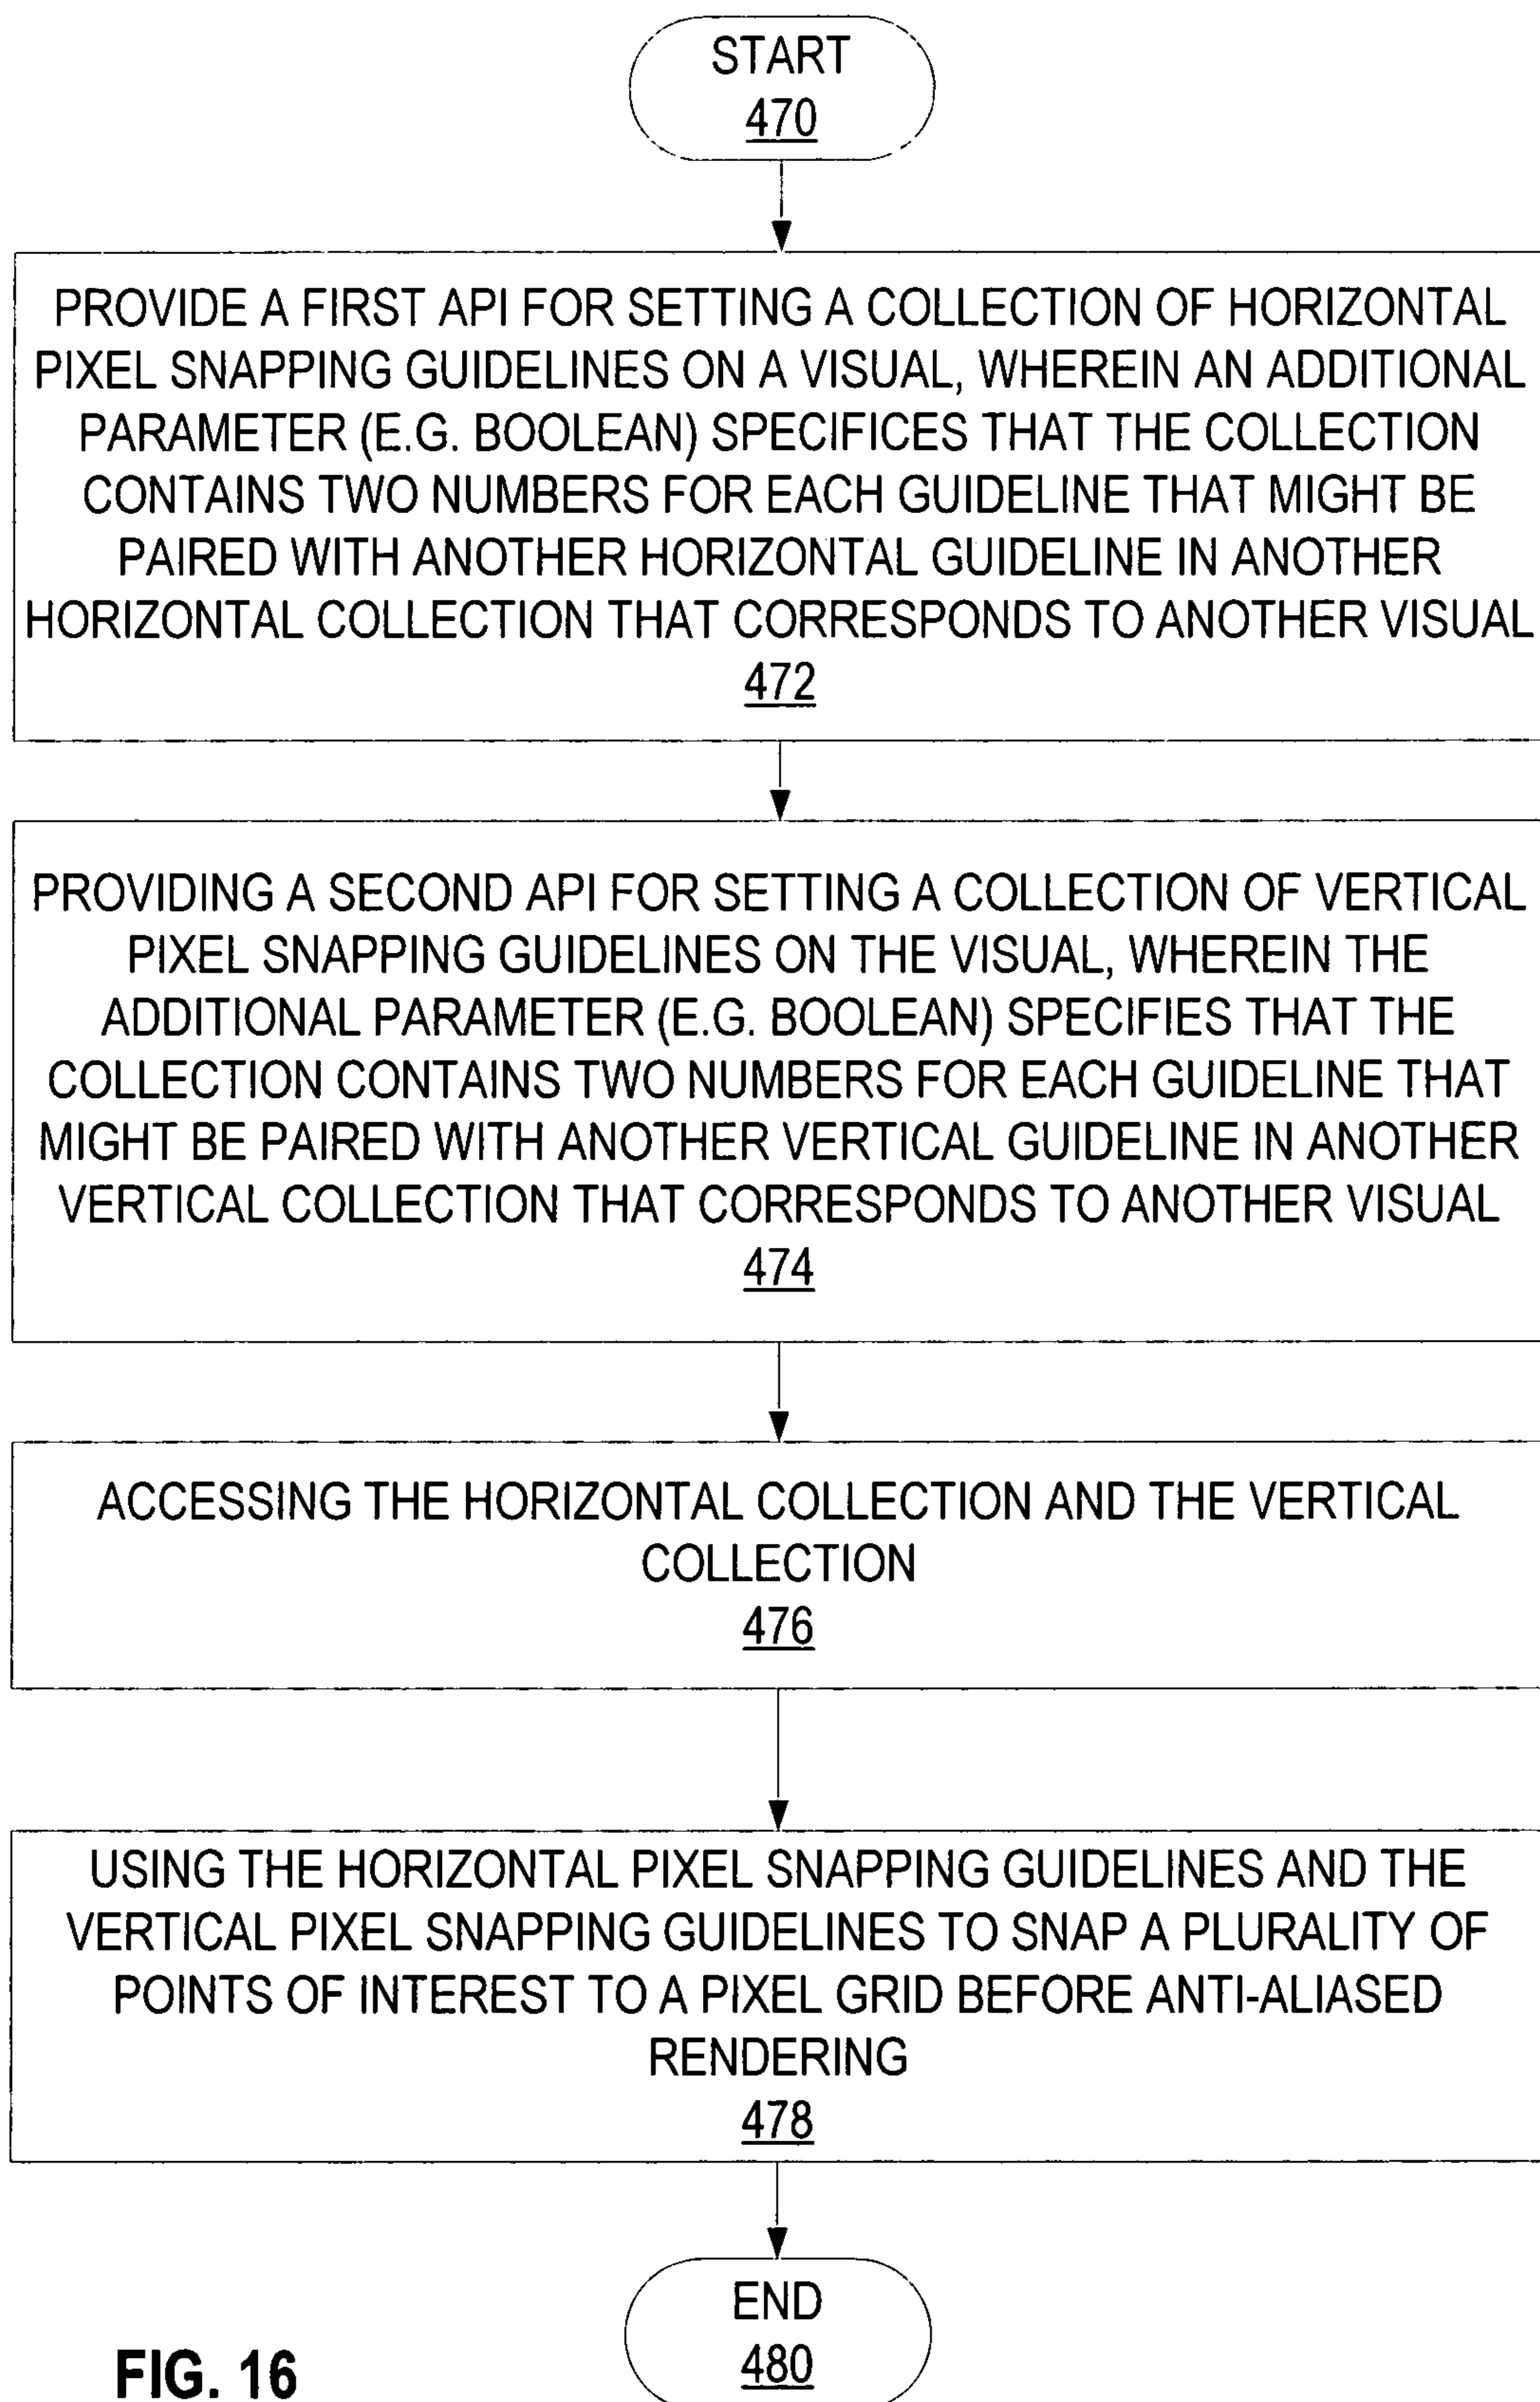 START
470
PROVIDE A FIRST API FOR SETTING A COLLECTION OF HORIZONTAL
PIXEL SNAPPING GUIDELINES ON A VISUAL, WHEREIN AN ADDITIONAL
PARAMETER (E.G. BOOLEAN) SPECIFICES THAT THE COLLECTION
CONTAINS TWO NUMBERS FOR EACH GUIDELINE THAT MIGHT BE
PAIRED WITH ANOTHER HORIZONTAL GUIDELINE IN ANOTHER
HORIZONTAL COLLECTION THAT CORRESPONDS TO ANOTHER VISUAL
472
PROVIDING A SECOND API FOR SETTING A COLLECTION OF VERTICAL
PIXEL SNAPPING GUIDELINES ON THE VISUAL, WHEREIN THE
ADDITIONAL PARAMETER (E.G. BOOLEAN) SPECIFIES THAT THE
COLLECTION CONTAINS TWO NUMBERS FOR EACH GUIDELINE THAT
MIGHT BE PAIRED WITH ANOTHER VERTICAL GUIDELINE IN ANOTHER
VERTICAL COLLECTION THAT CORRESPONDS TO ANOTHER VISUAL
474
ACCESSING THE HORIZONTAL COLLECTION AND THE VERTICAL
COLLECTION
476
USING THE HORIZONTAL PIXEL SNAPPING GUIDELINES AND THE
VERTICAL PIXEL SNAPPING GUIDELINES TO SNAP A PLURALITY OF
POINTS OF INTEREST TO A PIXEL GRID BEFORE ANTI-ALIASED
RENDERING
478
END
480
FIG. 16